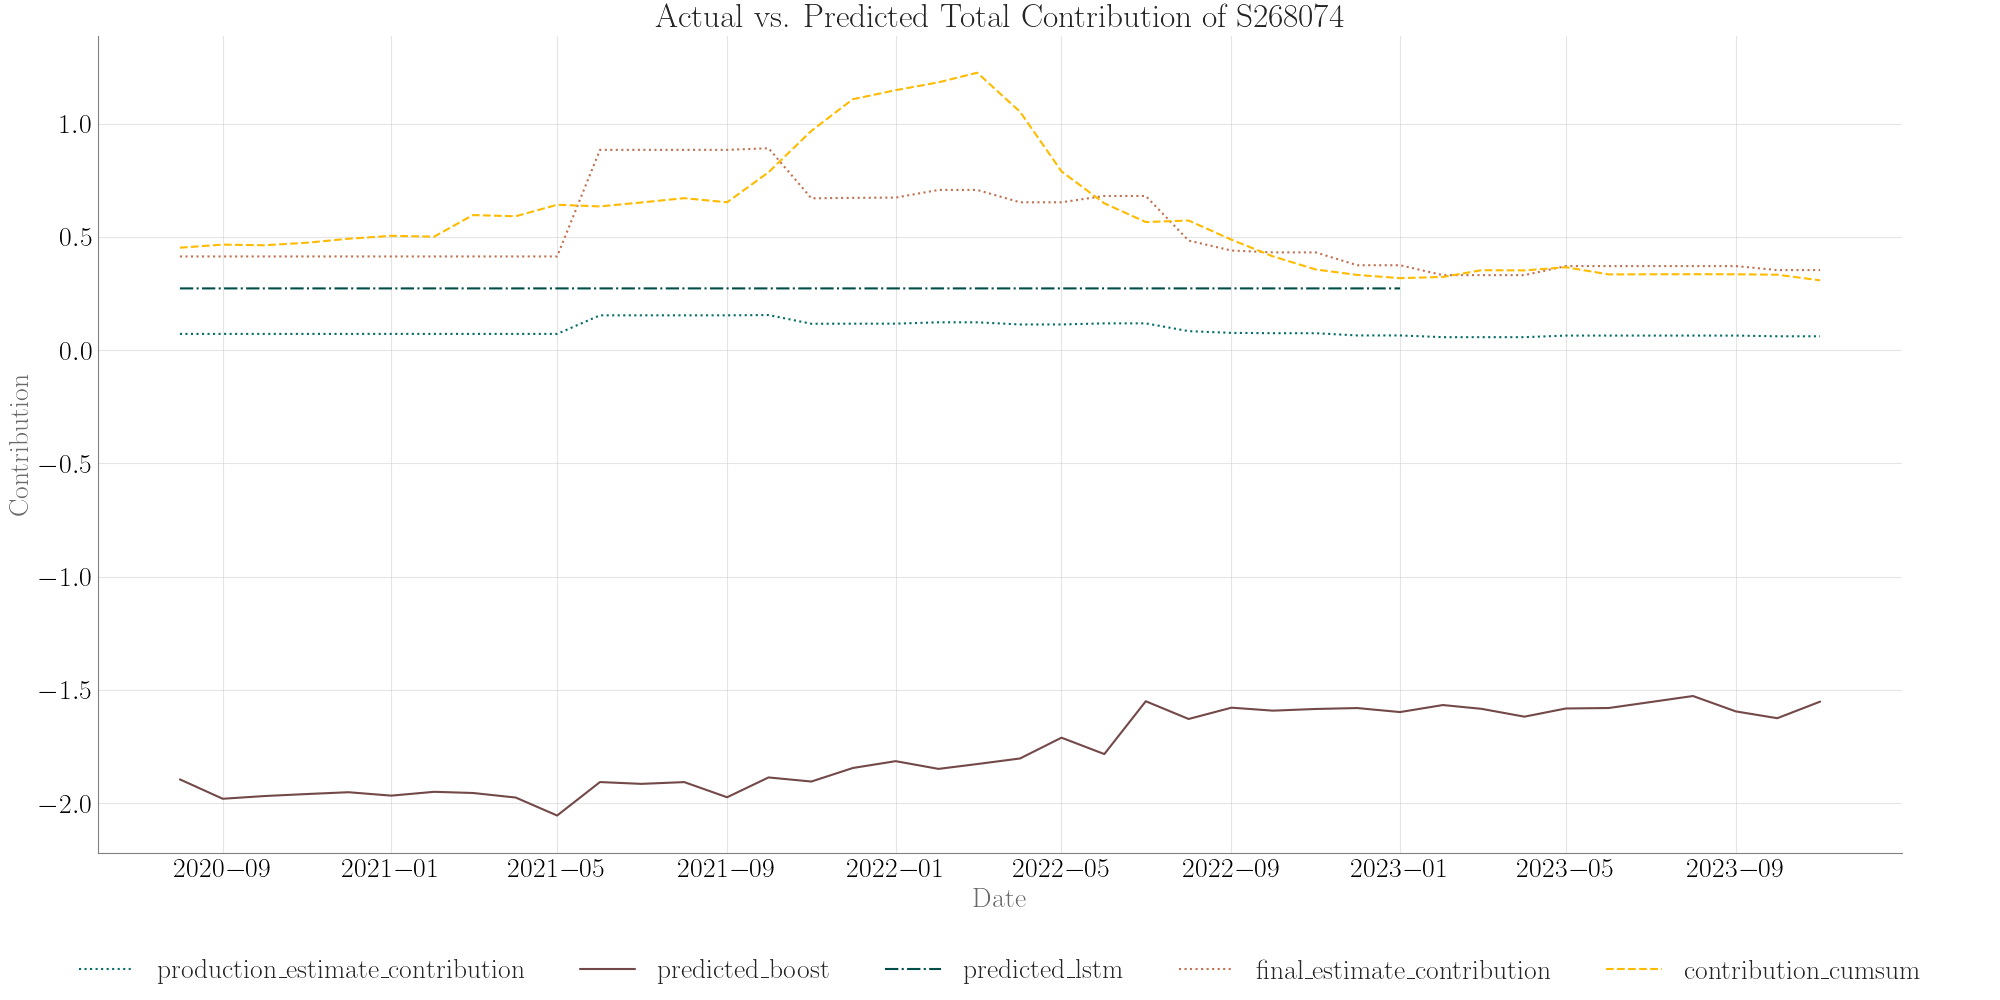 Actual vs. Predicted Total Contribution of S268074
Contribution
1.0
0.5
0.0
−0.5
−1.0
−1.5
−2.0
2020−09 2021−01 2021−05 2021−09 2022−01 2022−05 2022−09 2023−01 2023−05 2023−09
Date
production_estimate_contribution predicted_boost predicted_lstm final_estimate_contribution contribution_cumsum